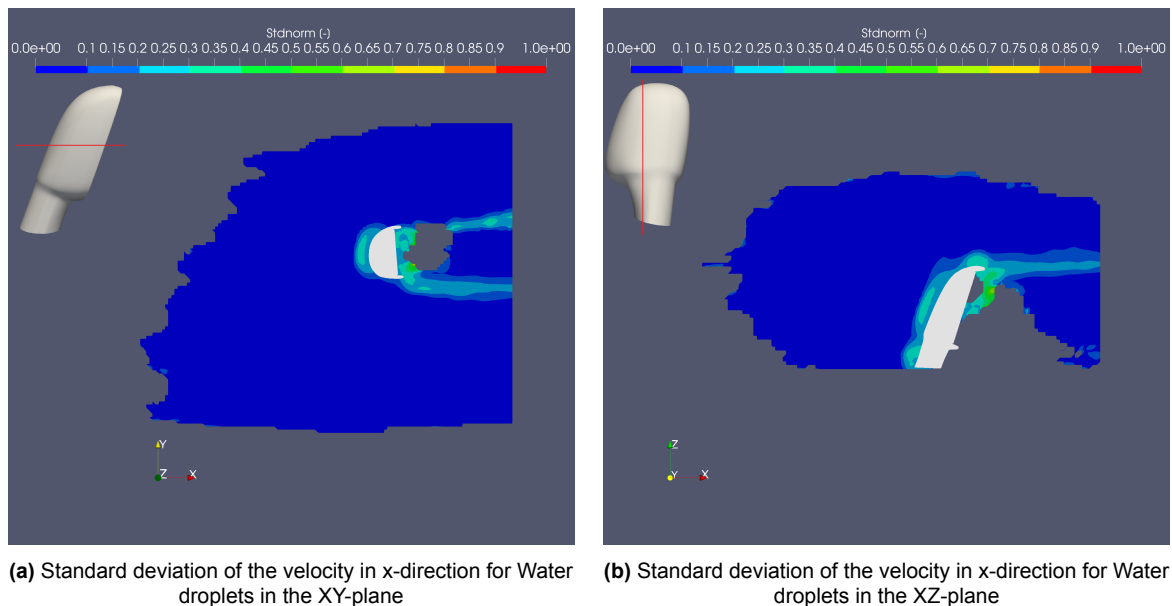 Stdnorm (-)
0.0e+00 0.1 0.15 0.2 0.25 0.3 0.35 0.4 0.45 0.5 0.55 0.6 0.65 0.7 0.75 0.8 0.85 0.9 1.0e+00
Y
Z X
(a) Standard deviation of the velocity in x-direction for Water
droplets in the XY-plane
Stdnorm (-)
0.0e+00 0.1 0.15 0.2 0.25 0.3 0.35 0.4 0.45 0.5 0.55 0.6 0.65 0.7 0.75 0.8 0.85 0.9 1.0e+00
Z
Y X
(b) Standard deviation of the velocity in x-direction for Water
droplets in the XZ-plane